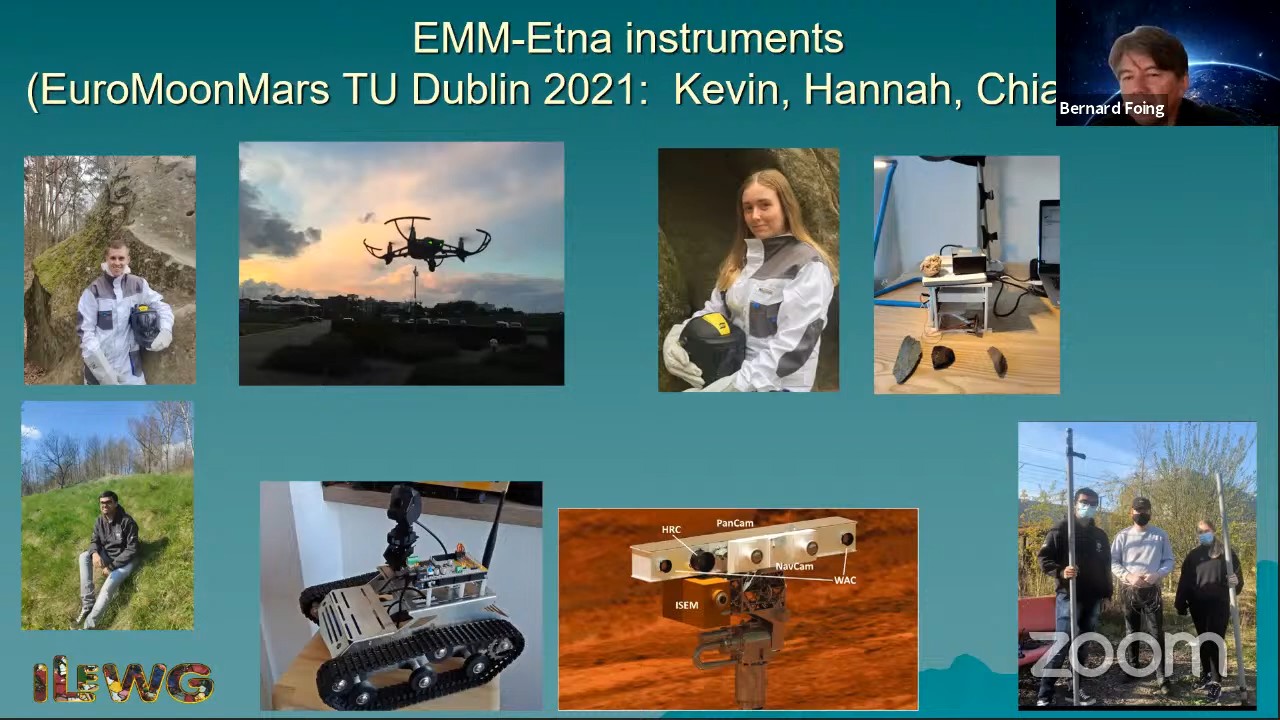 EMM-Etna instruments
(EuroMoonMars TU Dublin 2021: Kevin, Hannah, Chia
Bernard Foing
HRC
PanCam
NavCam
WAC
ISEM
ILEWG
zoom